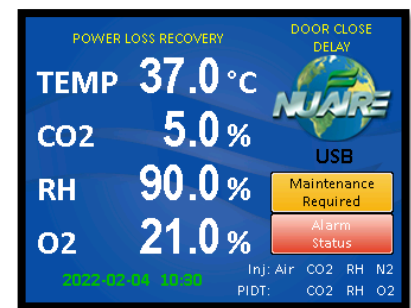 POWER LOSS RECOVERY
DOOR CLOSE
DELAY
TEMP 37.0 °C
NUAIRE
CO2 5.0 %
USB
RH 90.0 %
Maintenance
Required
O2 21.0 %
Alarm
Status
2022-02-04 10:30
Inj: Air CO2 RH N2
PIDT: CO2 RH O2